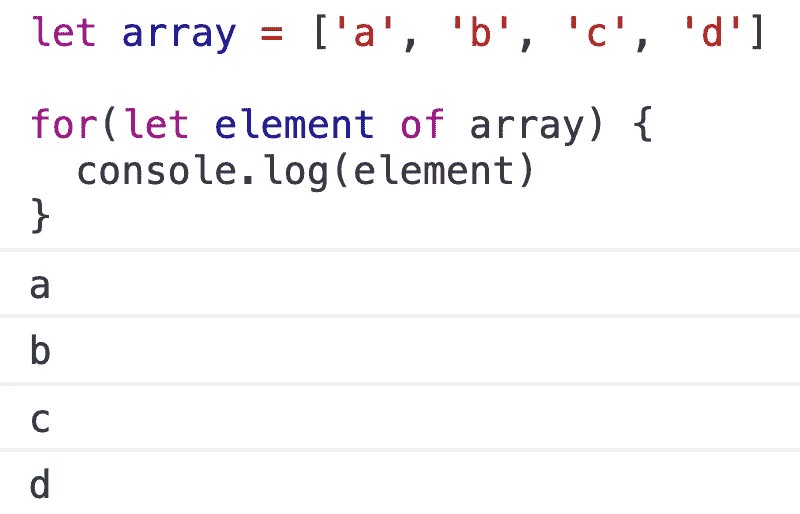 let array = ['a', 'b', 'c', 'd']
for(let element of array) {
  console.log(element)
}
a
b
c
d